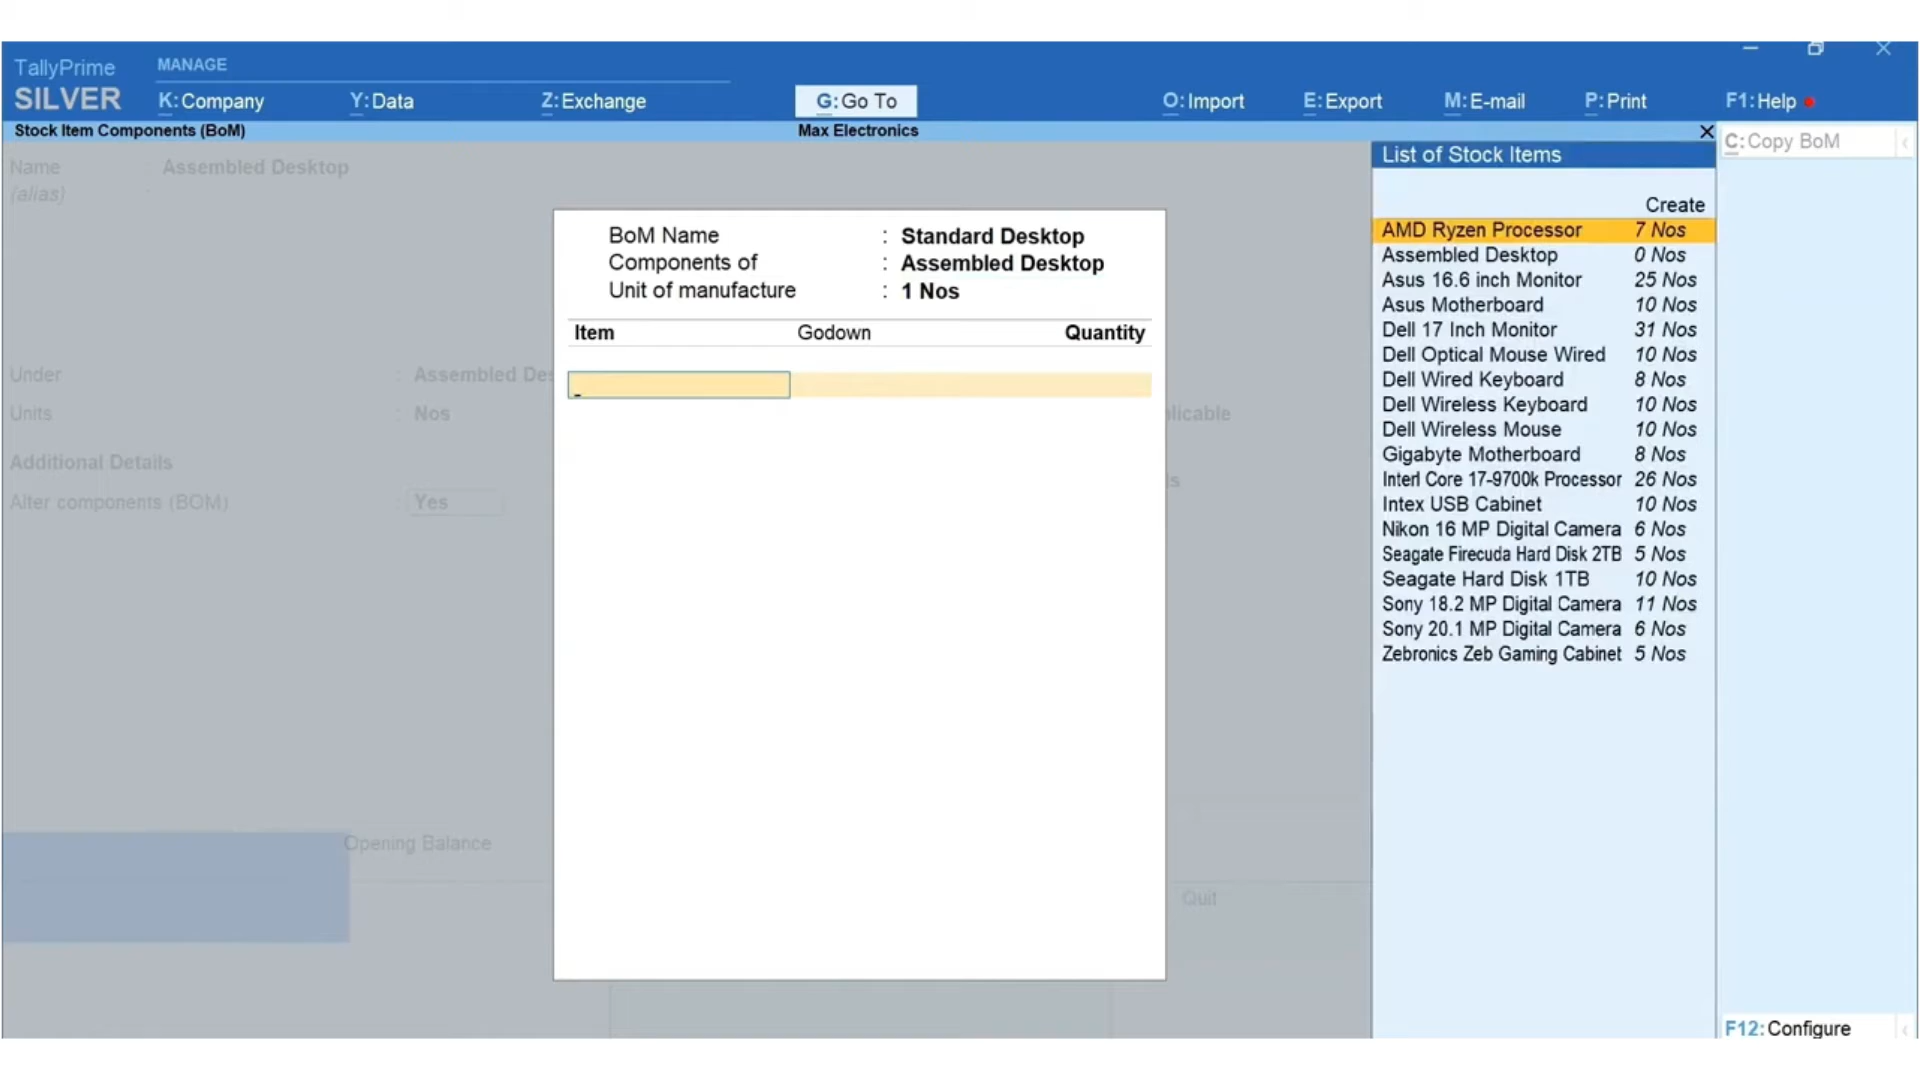 TallyPrime
SILVER
MANAGE
K:Company Y:Data Z:Exchange G:Go To O:Import E:Export M:E-mail P:Print F1:Help
Stock Item Components (BoM) Max Electronics
C:Copy BoM
Name : Assembled Desktop
(alias) :
Under : Assembled Des
Units : Nos
licable
Additional Details
s
Alter components (BOM) : Yes
Opening Balance
Quit
BoM Name : Standard Desktop
Components of : Assembled Desktop
Unit of manufacture : 1 Nos
Item Godown Quantity
List of Stock Items
Create
AMD Ryzen Processor 7 Nos
Assembled Desktop 0 Nos
Asus 16.6 inch Monitor 25 Nos
Asus Motherboard 10 Nos
Dell 17 Inch Monitor 31 Nos
Dell Optical Mouse Wired 10 Nos
Dell Wired Keyboard 8 Nos
Dell Wireless Keyboard 10 Nos
Dell Wireless Mouse 10 Nos
Gigabyte Motherboard 8 Nos
Interl Core 17-9700k Processor 26 Nos
Intex USB Cabinet 10 Nos
Nikon 16 MP Digital Camera 6 Nos
Seagate Firecuda Hard Disk 2TB 5 Nos
Seagate Hard Disk 1TB 10 Nos
Sony 18.2 MP Digital Camera 11 Nos
Sony 20.1 MP Digital Camera 6 Nos
Zebronics Zeb Gaming Cabinet 5 Nos
F12:Configure